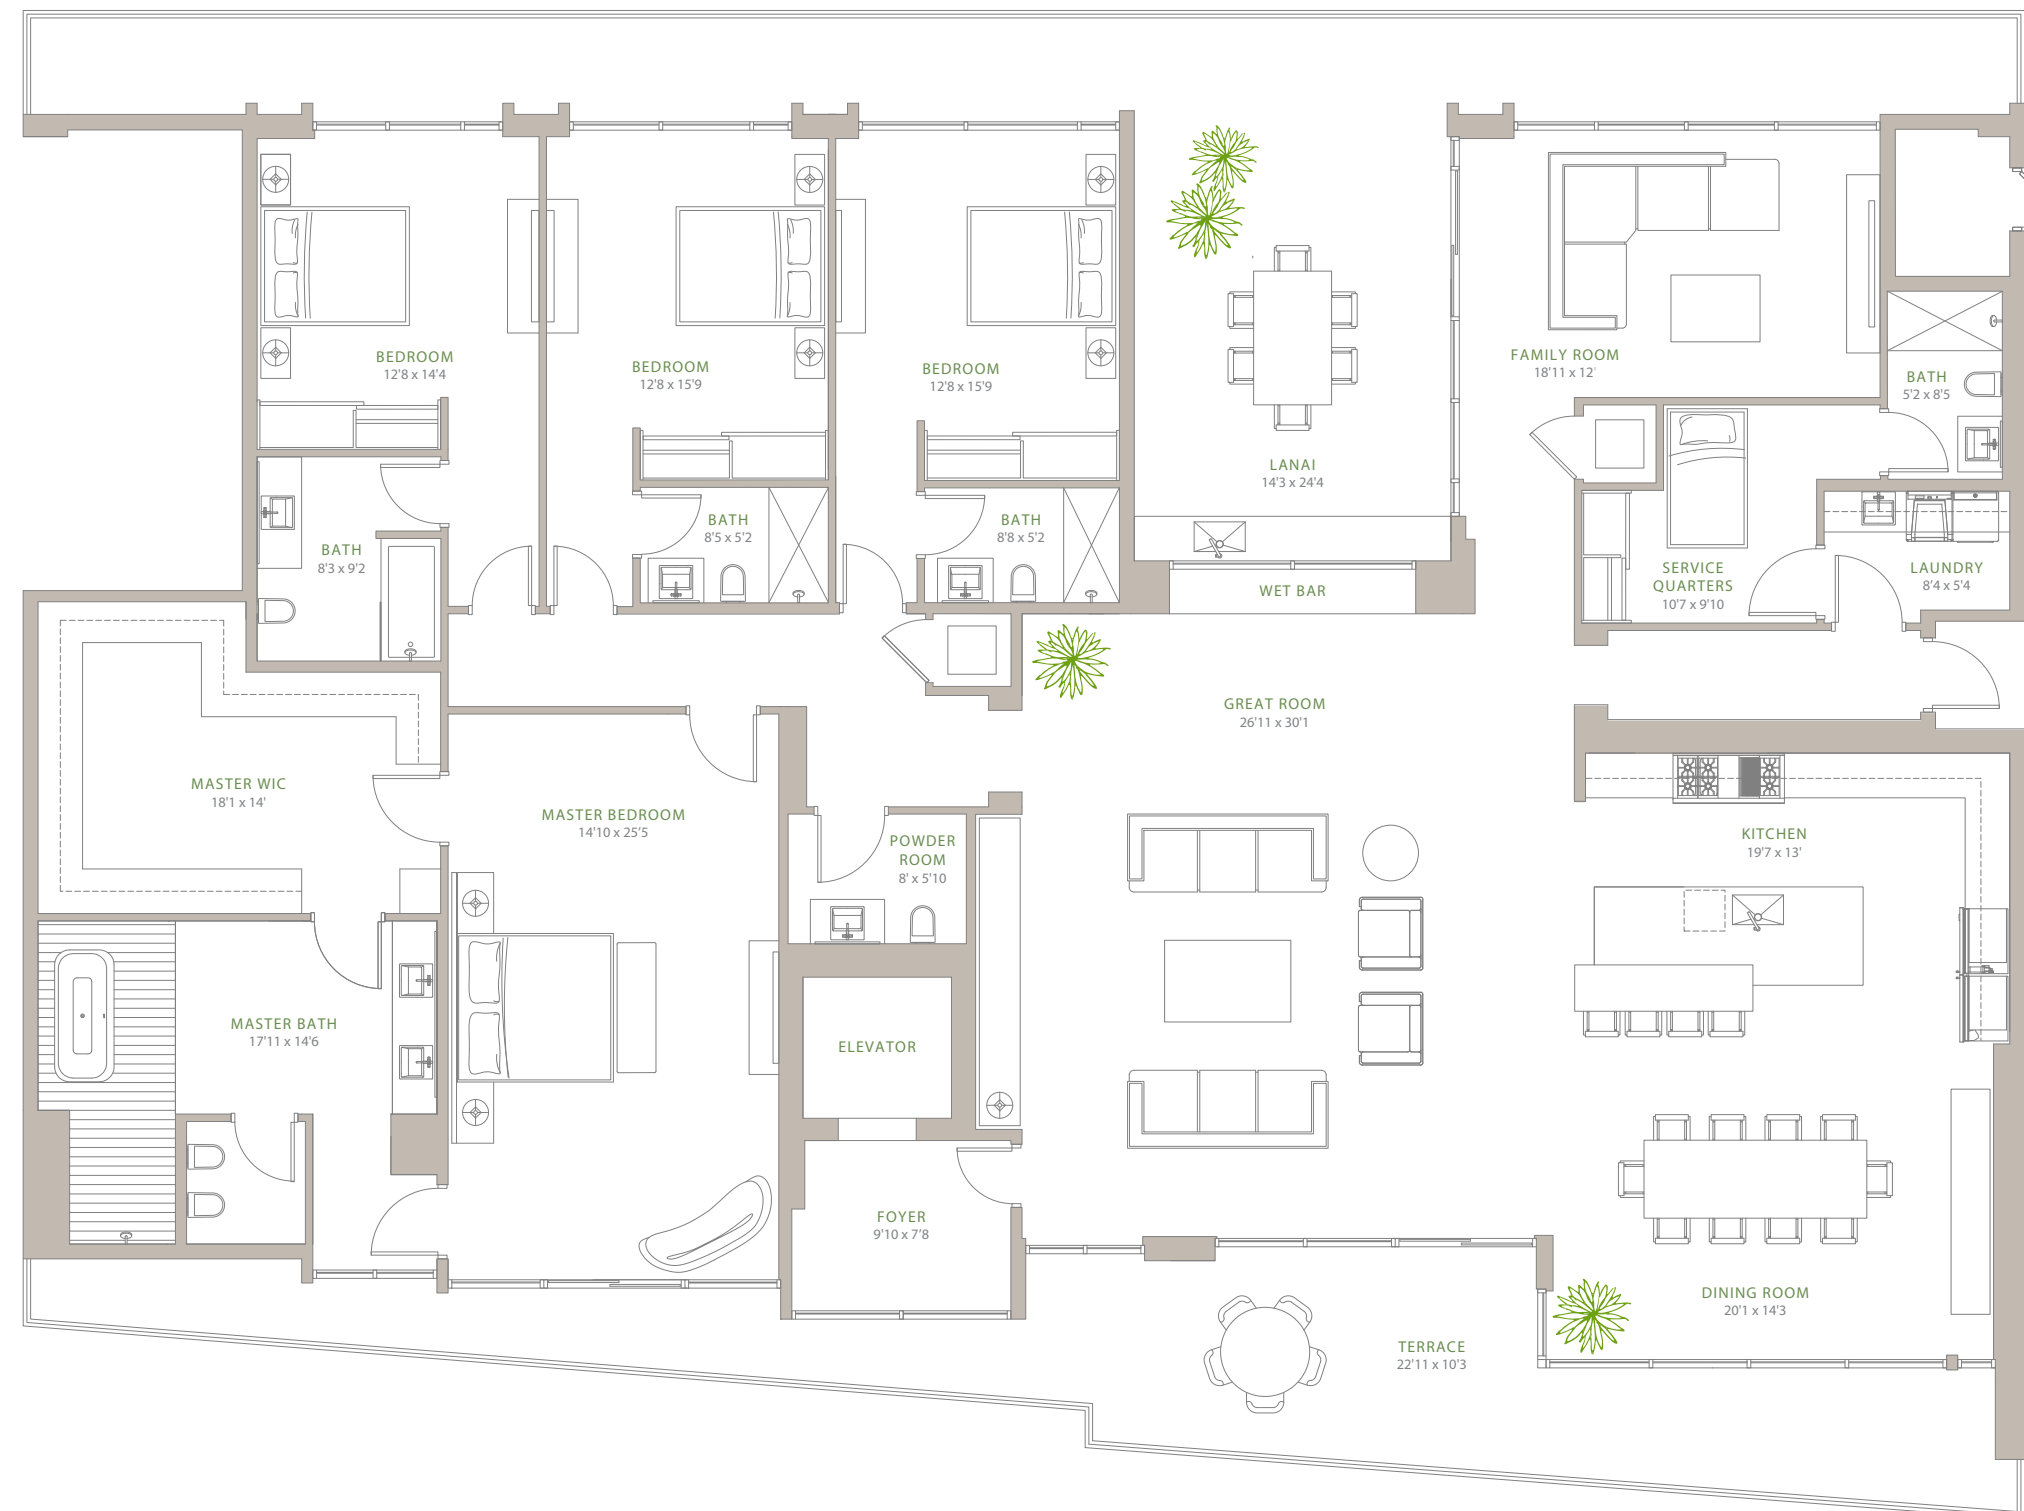 BEDROOM
12'8 x 14'4
BEDROOM
12'8 x 15'9
BEDROOM
12'8 x 15'9
FAMILY ROOM
18'11 x 12'
BATH
5'2 x 8'5
LANAI
14'3 x 24'4
BATH
8'3 x 9'2
BATH
8'5 x 5'2
BATH
8'8 x 5'2
WET BAR
SERVICE
QUARTERS
10'7 x 9'10
LAUNDRY
8'4 x 5'4
GREAT ROOM
26'11 x 30'1
MASTER WIC
18'1 x 14'
MASTER BEDROOM
14'10 x 25'5
POWDER
ROOM
8' x 5'10
KITCHEN
19'7 x 13'
MASTER BATH
17'11 x 14'6
ELEVATOR
FOYER
9'10 x 7'8
DINING ROOM
20'1 x 14'3
TERRACE
22'11 x 10'3